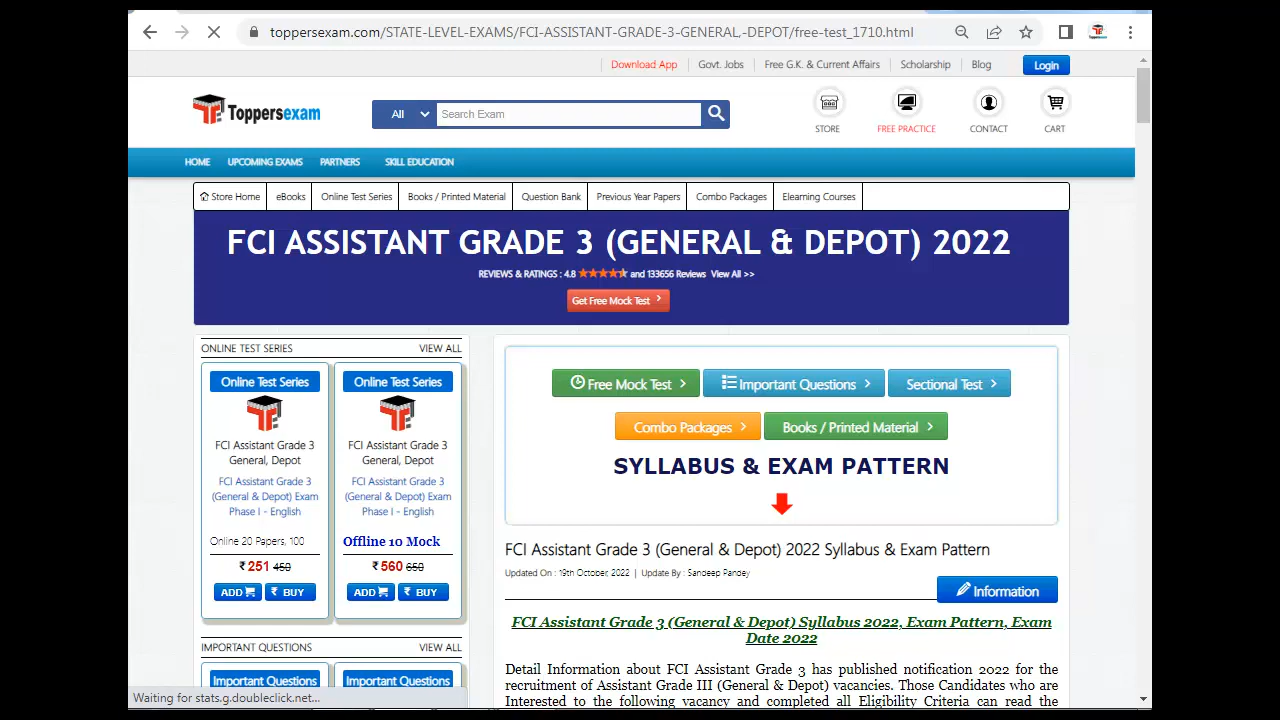 toppersexam.com/STATE-LEVEL-EXAMS/FCI-ASSISTANT-GRADE-3-GENERAL,-DEPOT/free-test_1710.html
Download App Govt. Jobs Free G.K. & Current Affairs Scholarship Blog Login
Toppersexam All Search Exam
STORE FREE PRACTICE CONTACT CART
HOME UPCOMING EXAMS PARTNERS SKILL EDUCATION
Store Home eBooks Online Test Series Books / Printed Material Question Bank Previous Year Papers Combo Packages Elearning Courses
FCI ASSISTANT GRADE 3 (GENERAL & DEPOT) 2022
REVIEWS & RATINGS : 4.8 and 133656 Reviews View All >>
Get Free Mock Test
ONLINE TEST SERIES VIEW ALL
Online Test Series
FCI Assistant Grade 3
General, Depot
FCI Assistant Grade 3
(General & Depot) Exam
Phase I - English
Online 20 Papers, 100
₹ 251 450
ADD ₹ BUY
Online Test Series
FCI Assistant Grade 3
General, Depot
FCI Assistant Grade 3
(General & Depot) Exam
Phase I - English
Offline 10 Mock
₹ 560 650
ADD ₹ BUY
IMPORTANT QUESTIONS VIEW ALL
Important Questions Important Questions
Free Mock Test Important Questions Sectional Test
Combo Packages Books / Printed Material
SYLLABUS & EXAM PATTERN
FCI Assistant Grade 3 (General & Depot) 2022 Syllabus & Exam Pattern
Updated On : 19th October, 2022 | Update By : Sandeep Pandey
Information
FCI Assistant Grade 3 (General & Depot) Syllabus 2022, Exam Pattern, Exam
Date 2022
Detail Information about FCI Assistant Grade 3 has published notification 2022 for the
recruitment of Assistant Grade III (General & Depot) vacancies. Those Candidates who are
Interested to the following vacancy and completed all Eligibility Criteria can read the
Waiting for stats.g.doubleclick.net...